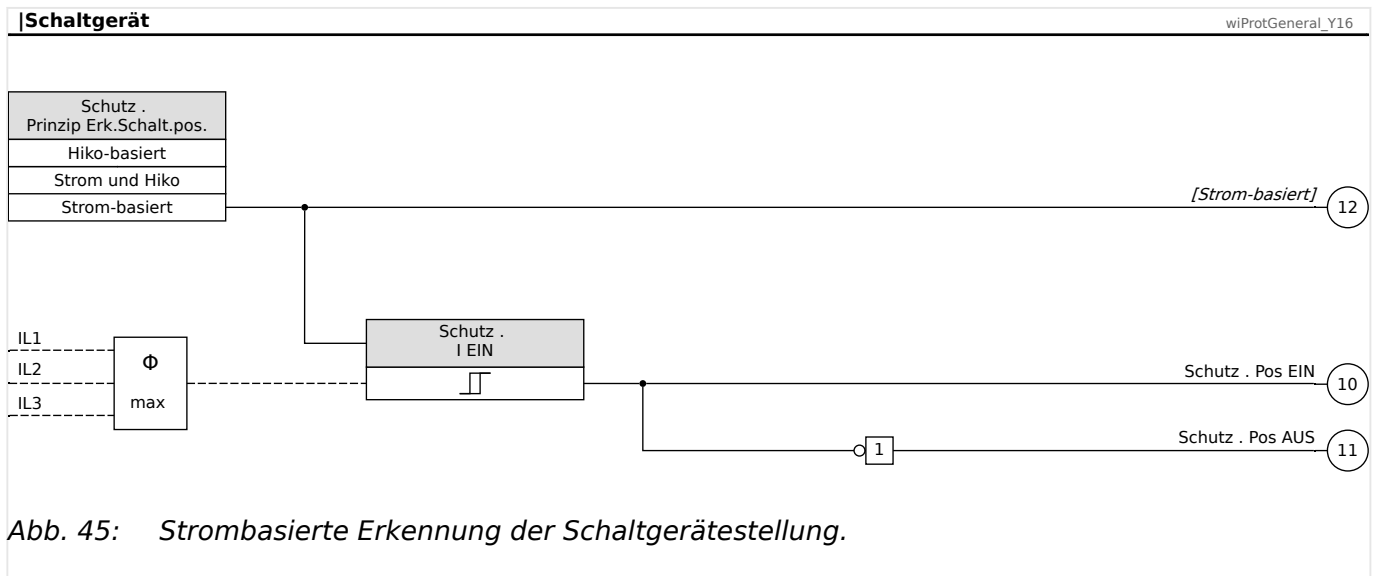 |Schaltgerät
wiProtGeneral_Y16
Schutz .
Prinzip Erk.Schalt.pos.
Hiko-basiert
Strom und Hiko
Strom-basiert
[Strom-basiert]
12
IL1
IL2
IL3
Φ
max
Schutz .
I EIN
Schutz . Pos EIN
10
1
Schutz . Pos AUS
11
Abb. 45: Strombasierte Erkennung der Schaltgerätestellung.